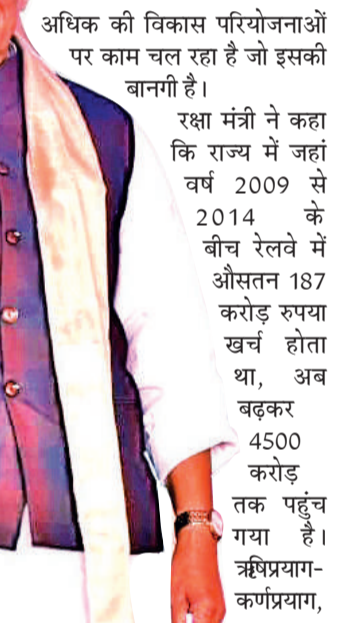 अधिक की विकास परियोजनाओं
पर काम चल रहा है जो इसकी
बानगी है।
रक्षा मंत्री ने कहा
कि राज्य में जहां
वर्ष 2009 से
2014 के
बीच रेलवे में
औसतन 187
करोड़ रुपया
खर्च होता
था, अब
बढ़कर
4500
करोड़
तक पहुंच
गया है।
ऋषिप्रयाग-
कर्णप्रयाग,